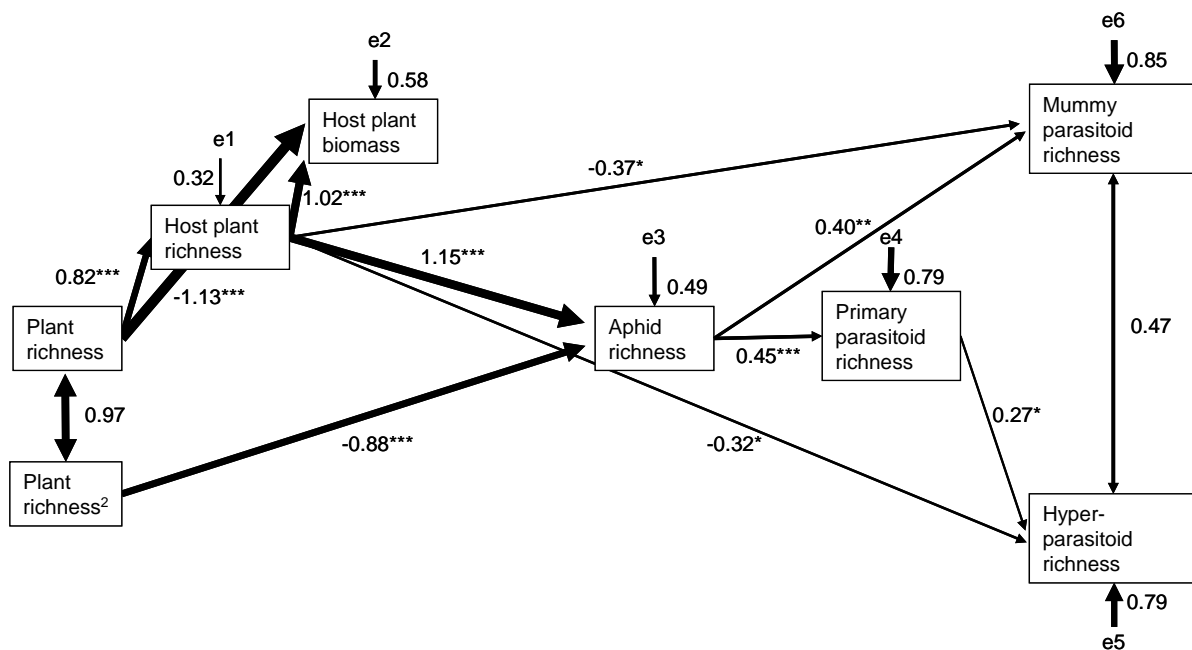 e6
0.85
e2
0.58
Host plant
biomass
Mummy
parasitoid
richness
e1
0.32
-0.37*
1.02***
Host plant
richness
0.40**
e3
e4
1.15***
0.82***
0.49
0.79
-1.13***
Plant
richness
Aphid
richness
Primary
parasitoid
richness
0.45***
0.47
0.97
0.27*
-0.88***
-0.32*
Plant
richness²
Hyper-
parasitoid
richness
0.79
e5